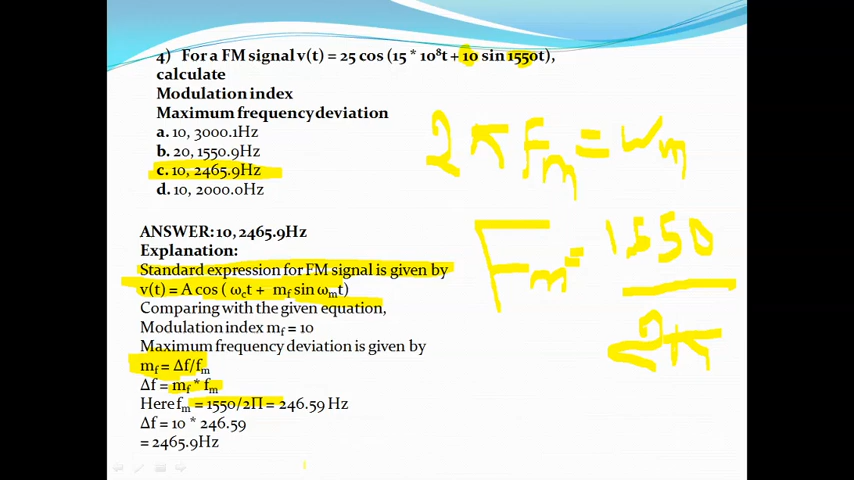 4) For a FM signal v(t) = 25 cos (15 * 10⁸t + 10 sin 1550t),
calculate
Modulation index
Maximum frequency deviation
a. 10, 3000.1Hz
b. 20, 1550.9Hz
c. 10, 2465.9Hz
d. 10, 2000.0Hz
ANSWER: 10, 2465.9Hz
Explanation:
Standard expression for FM signal is given by
v(t) = A cos ( ωct + mf sin ωmt)
Comparing with the given equation,
Modulation index mf = 10
Maximum frequency deviation is given by
mf = Δf/fm
Δf = mf * fm
Here fm = 1550/2Π = 246.59 Hz
Δf = 10 * 246.59
= 2465.9Hz
2 π fm = ωm
Fm = 1550
2π